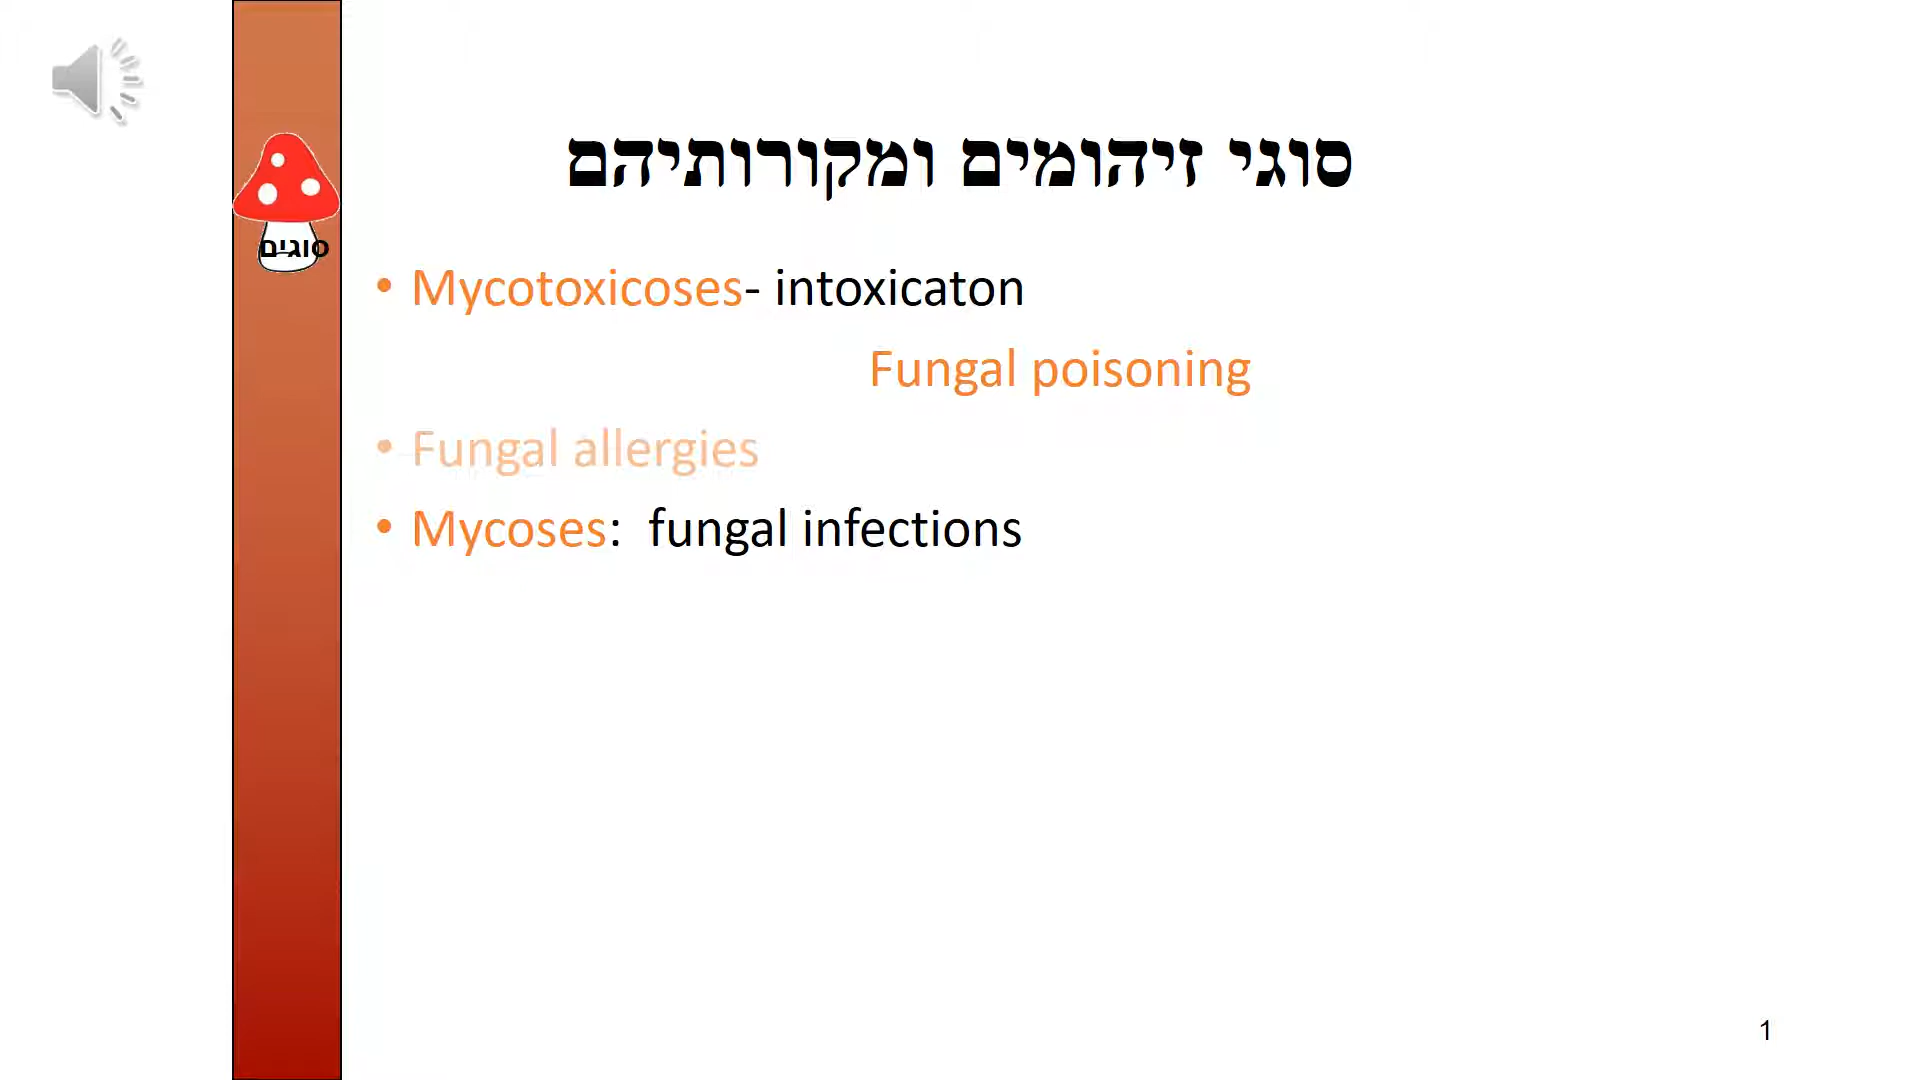 סוגי זיהומים ומקורותיהם
סוגים
• Mycotoxicoses- intoxicaton
Fungal poisoning
• Fungal allergies
• Mycoses:  fungal infections
1